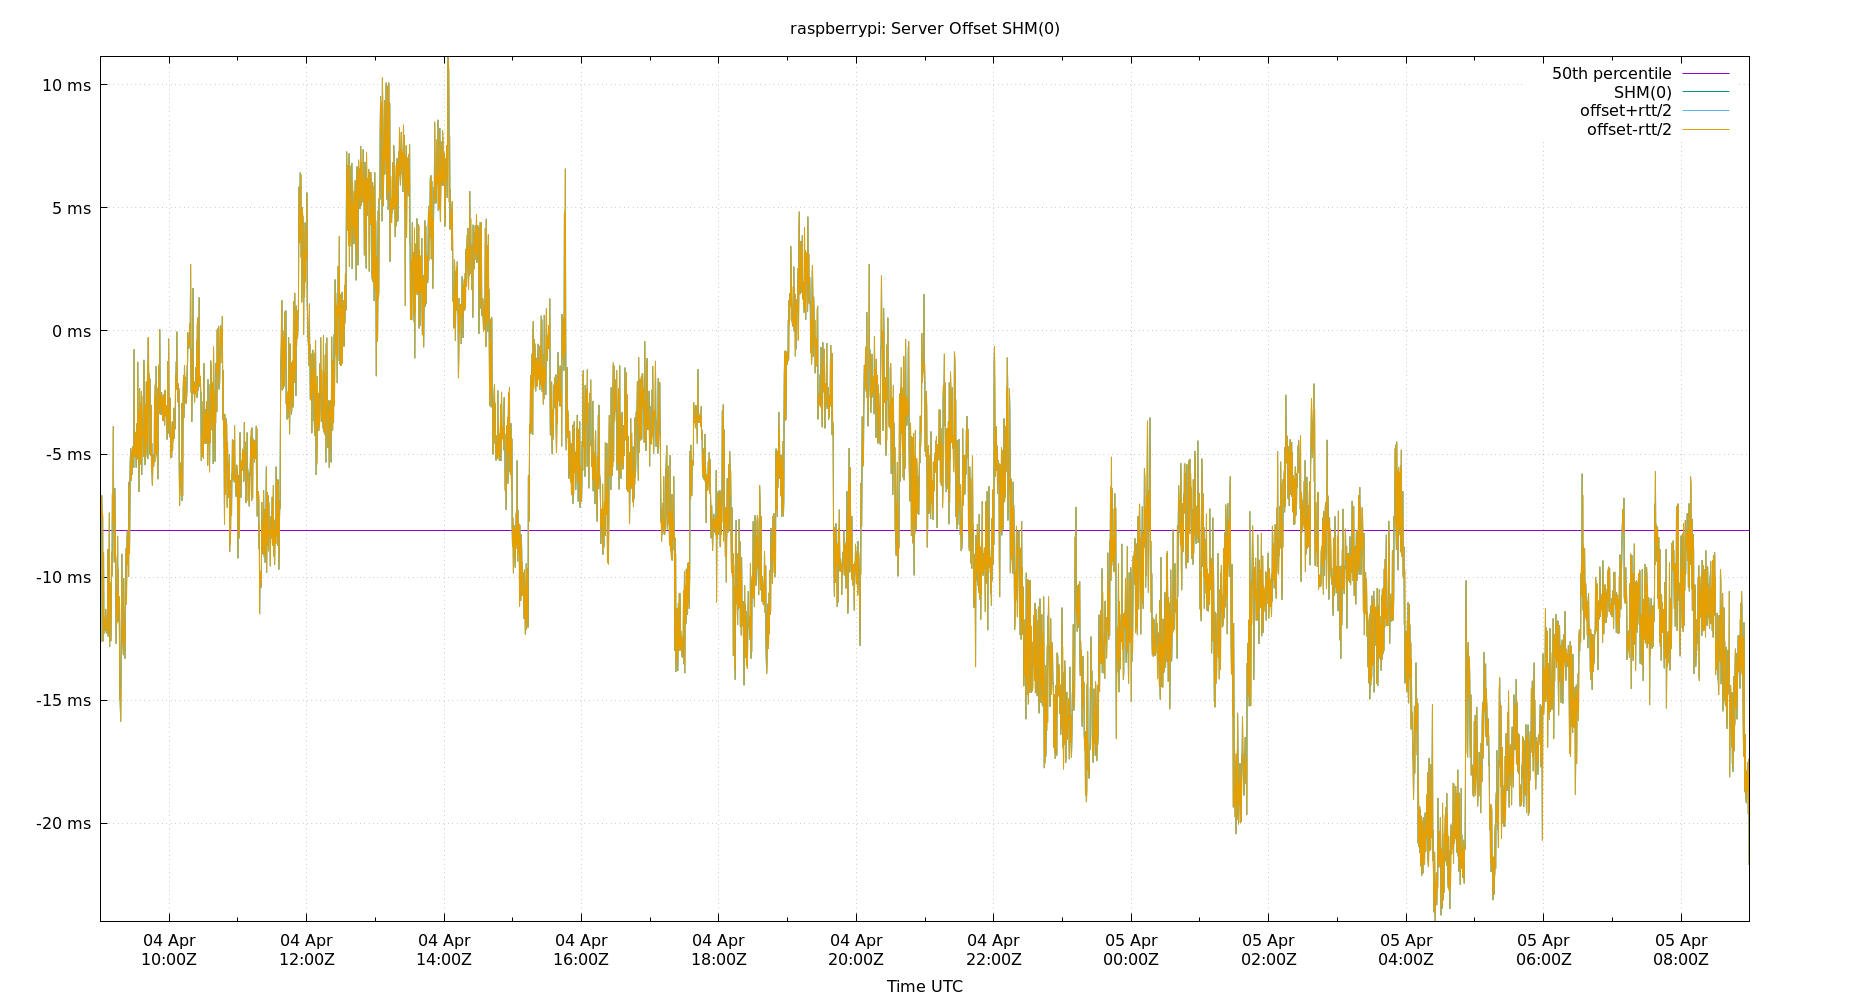 raspberrypi: Server Offset SHM(0)
50th percentile
SHM(0)
offset+rtt/2
offset-rtt/2
10 ms
5 ms
0 ms
-5 ms
-10 ms
-15 ms
-20 ms
04 Apr 04 Apr 04 Apr 04 Apr 04 Apr 04 Apr 04 Apr 05 Apr 05 Apr 05 Apr 05 Apr 05 Apr
10:00Z 12:00Z 14:00Z 16:00Z 18:00Z 20:00Z 22:00Z 00:00Z 02:00Z 04:00Z 06:00Z 08:00Z
Time UTC